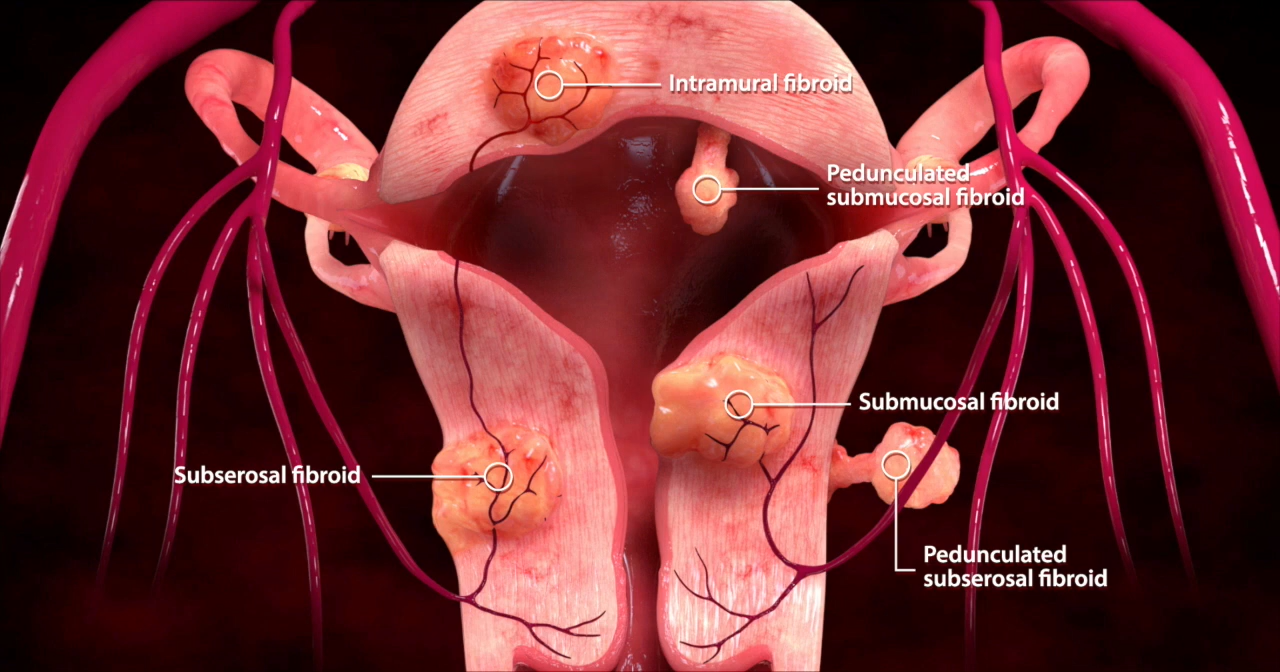 Intramural fibroid
Pedunculated
submucosal fibroid
Submucosal fibroid
Subserosal fibroid
Pedunculated
subserosal fibroid